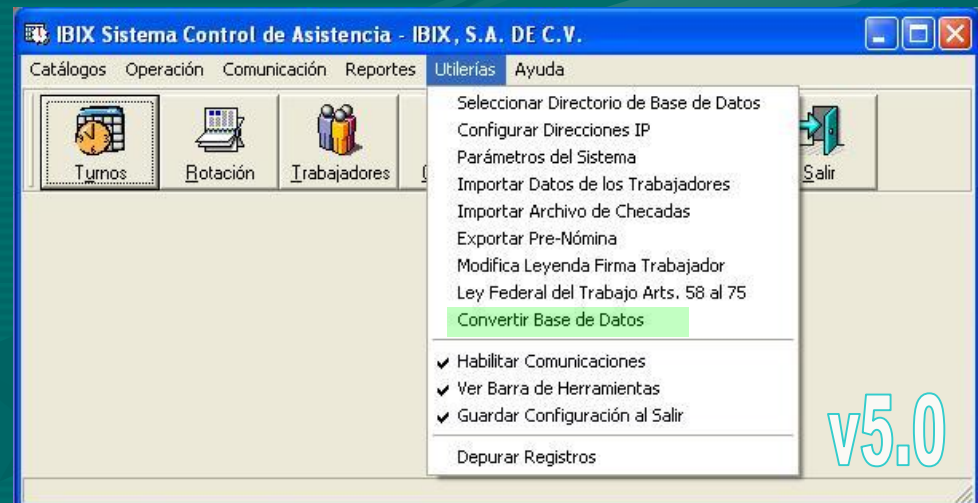 IBIX Sistema Control de Asistencia - IBIX, S.A. DE C.V.
Catálogos Operación Comunicación Reportes Utilerías Ayuda
Turnos Rotación Trabajadores Salir
Seleccionar Directorio de Base de Datos
Configurar Direcciones IP
Parámetros del Sistema
Importar Datos de los Trabajadores
Importar Archivo de Checadas
Exportar Pre-Nómina
Modifica Leyenda Firma Trabajador
Ley Federal del Trabajo Arts. 58 al 75
Convertir Base de Datos
Habilitar Comunicaciones
Ver Barra de Herramientas
Guardar Configuración al Salir
Depurar Registros
v5.0